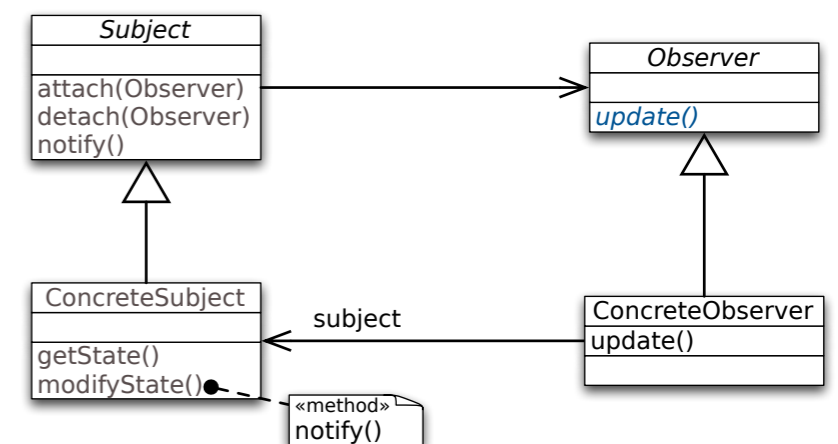 Subject
attach(Observer)
detach(Observer)
notify()
Observer
update()
ConcreteSubject
getState()
modifyState()
subject
ConcreteObserver
update()
«method»
notify()